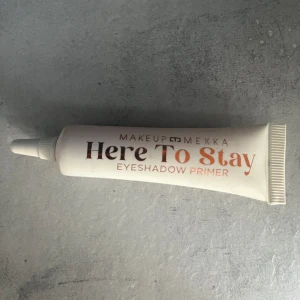 MAKEUP MEKKA
Here To Stay
EYESHADOW PRIMER